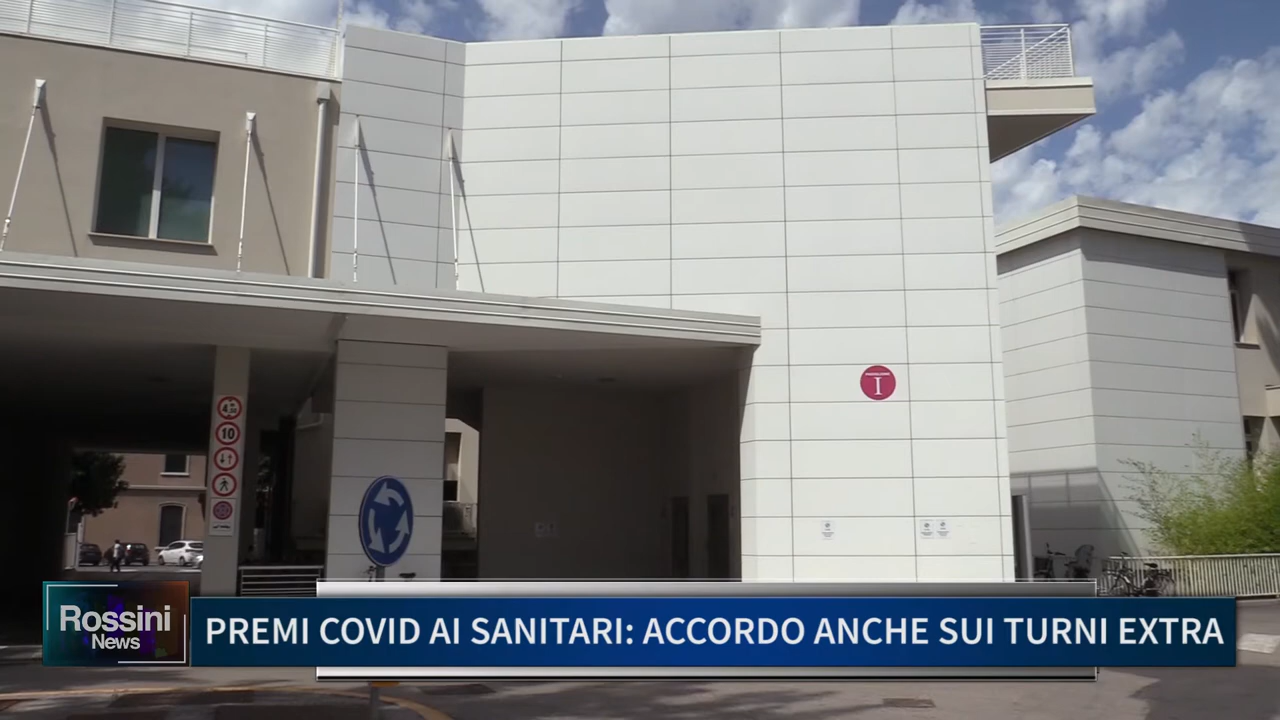 I
10
Rossini
News
PREMI COVID AI SANITARI: ACCORDO ANCHE SUI TURNI EXTRA